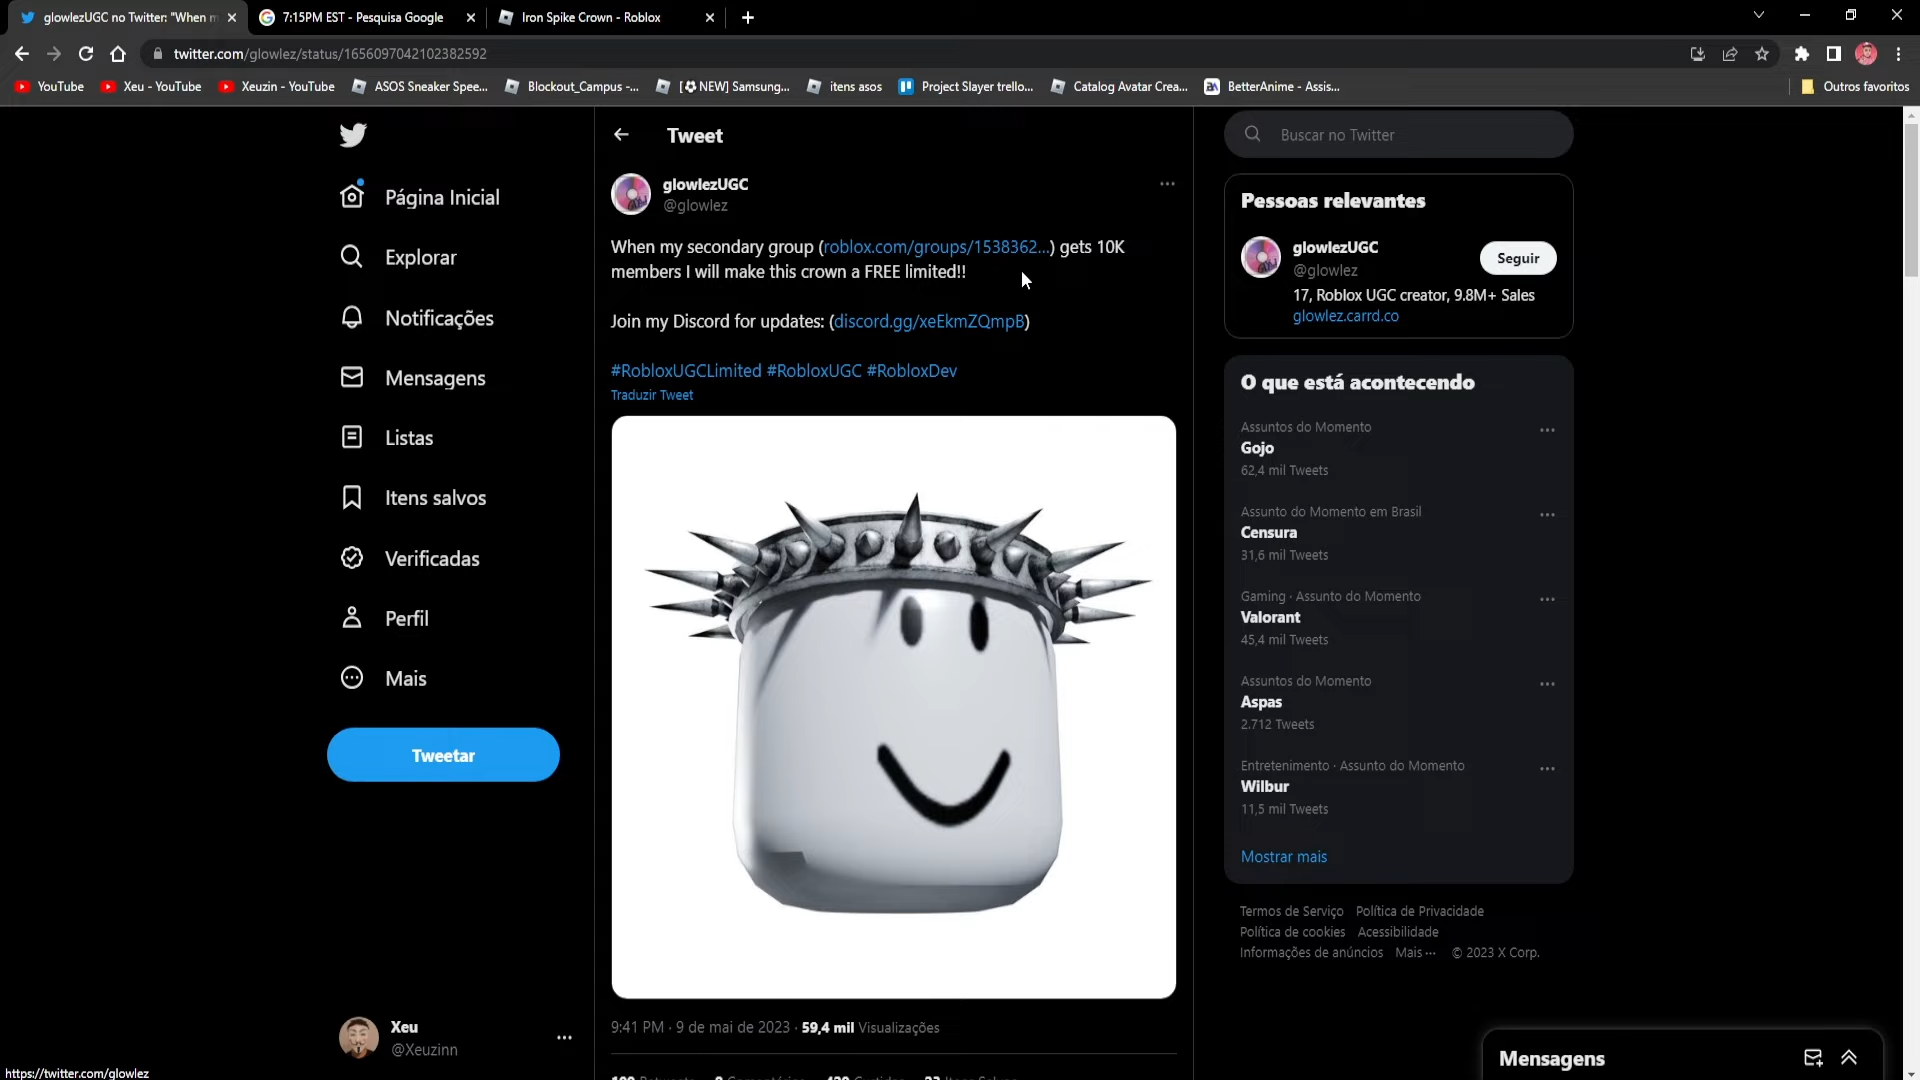 glowlezUGC no Twitter: "When m
7:15PM EST - Pesquisa Google
Iron Spike Crown - Roblox
twitter.com/glowlez/status/1656097042102382592
YouTube
Xeu - YouTube
Xeuzin - YouTube
ASOS Sneaker Spee...
Blockout_Campus -...
[⚽NEW] Samsung...
itens asos
Project Slayer trello...
Catalog Avatar Crea...
BetterAnime - Assis...
Outros favoritos
Página Inicial
Explorar
Notificações
Mensagens
Listas
Itens salvos
Verificadas
Perfil
Mais
Tweetar
Xeu
@Xeuzinn
https://twitter.com/glowlez
Tweet
glowlezUGC
@glowlez
When my secondary group (roblox.com/groups/1538362...) gets 10K
members I will make this crown a FREE limited!!
Join my Discord for updates: (discord.gg/xeEkmZQmpB)
#RobloxUGCLimited #RobloxUGC #RobloxDev
Traduzir Tweet
9:41 PM · 9 de mai de 2023 · 59,4 mil Visualizações
Buscar no Twitter
Pessoas relevantes
glowlezUGC
@glowlez
Seguir
17, Roblox UGC creator, 9.8M+ Sales
glowlez.carrd.co
O que está acontecendo
Assuntos do Momento
Gojo
62,4 mil Tweets
Assunto do Momento em Brasil
Censura
31,6 mil Tweets
Gaming · Assunto do Momento
Valorant
45,4 mil Tweets
Assuntos do Momento
Aspas
2.712 Tweets
Entretenimento · Assunto do Momento
Wilbur
11,5 mil Tweets
Mostrar mais
Termos de Serviço Política de Privacidade
Política de cookies Acessibilidade
Informações de anúncios Mais ··· © 2023 X Corp.
Mensagens